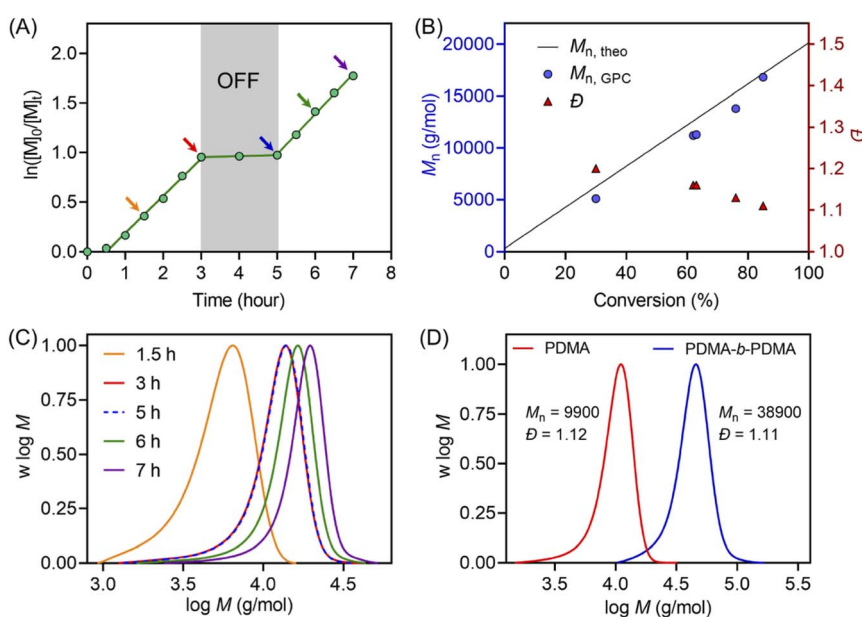 (A)
ln([M]0/[M]t)
2.0
1.5
1.0
0.5
0.0
OFF
0 1 2 3 4 5 6 7 8
Time (hour)
(B)
Mn (g/mol)
20000
15000
10000
5000
0
Mn, theo
Mn, GPC
Đ
1.5
1.4
1.3
1.2
1.1
1.0
Đ
0 20 40 60 80 100
Conversion (%)
(C)
w log M
1.00
0.75
0.50
0.25
0.00
1.5 h
3 h
5 h
6 h
7 h
3.0 3.5 4.0 4.5
log M (g/mol)
(D)
PDMA PDMA-b-PDMA
w log M
1.00
0.75
0.50
0.25
0.00
Mn = 9900
Đ = 1.12
Mn = 38900
Đ = 1.11
3.5 4.0 4.5 5.0 5.5
log M (g/mol)